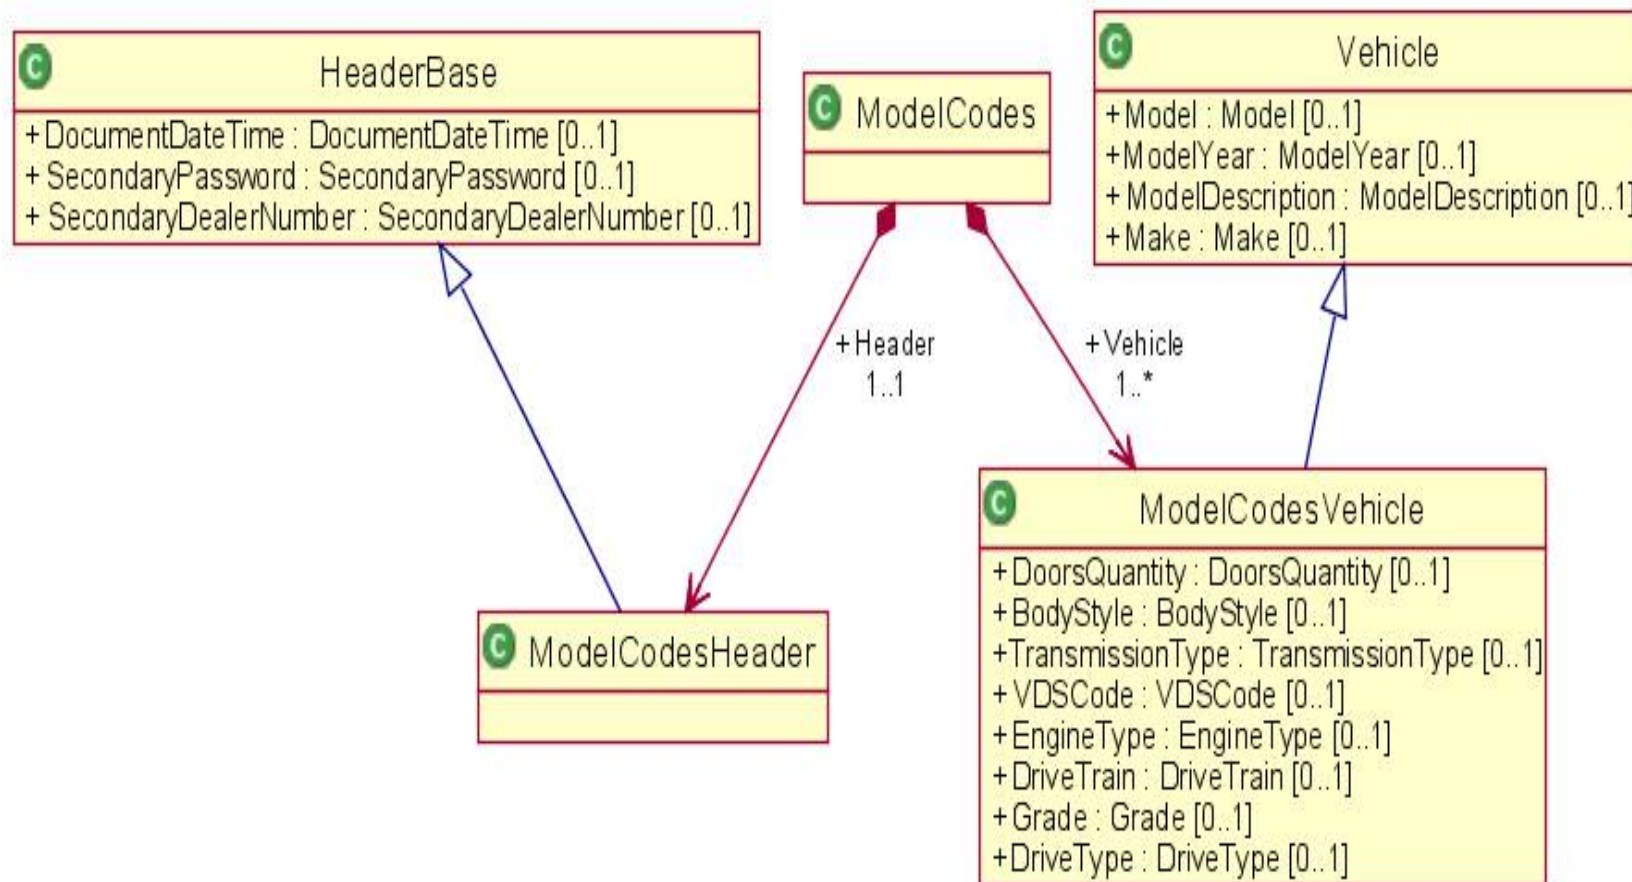 C HeaderBase
+ DocumentDateTime : DocumentDateTime [0..1]
+ SecondaryPassword : SecondaryPassword [0..1]
+ SecondaryDealerNumber : SecondaryDealerNumber [0..1]
C ModelCodes
C Vehicle
+ Model : Model [0..1]
+ ModelYear : ModelYear [0..1]
+ ModelDescription : ModelDescription [0..1]
+ Make : Make [0..1]
+ Header
1..1
+ Vehicle
1..*
C ModelCodesHeader
C ModelCodesVehicle
+ DoorsQuantity : DoorsQuantity [0..1]
+ BodyStyle : BodyStyle [0..1]
+ TransmissionType : TransmissionType [0..1]
+ VDSCode : VDSCode [0..1]
+ EngineType : EngineType [0..1]
+ DriveTrain : DriveTrain [0..1]
+ Grade : Grade [0..1]
+ DriveType : DriveType [0..1]